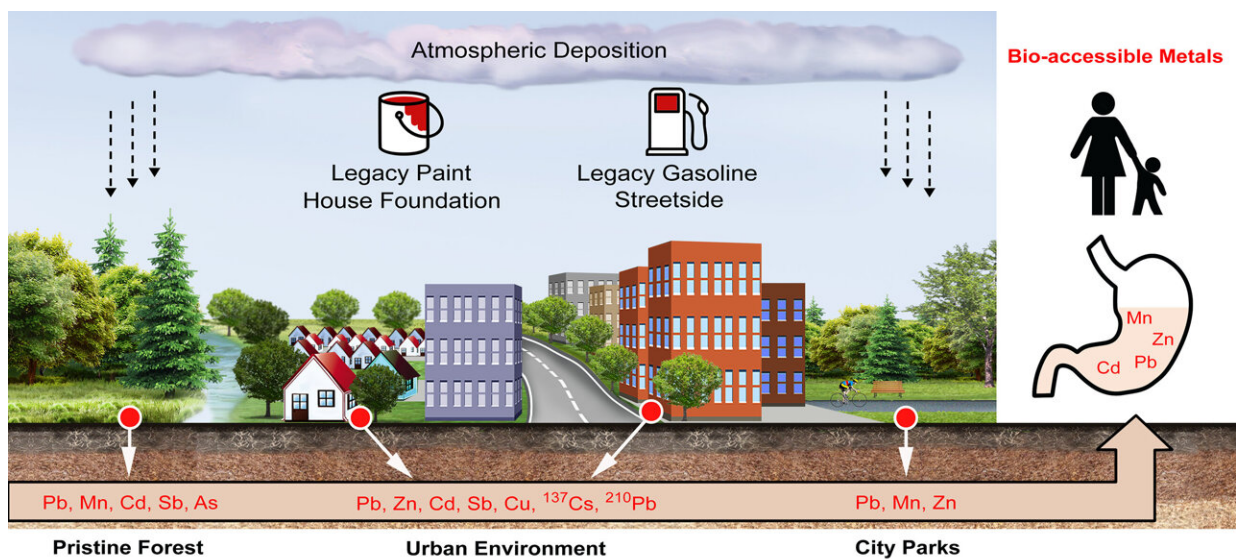 Atmospheric Deposition
Bio-accessible Metals
Legacy Paint
House Foundation
Legacy Gasoline
Streetside
Mn
Zn
Cd
Pb
Pb, Mn, Cd, Sb, As
Pb, Zn, Cd, Sb, Cu, ¹³⁷Cs, ²¹⁰Pb
Pb, Mn, Zn
Pristine Forest
Urban Environment
City Parks